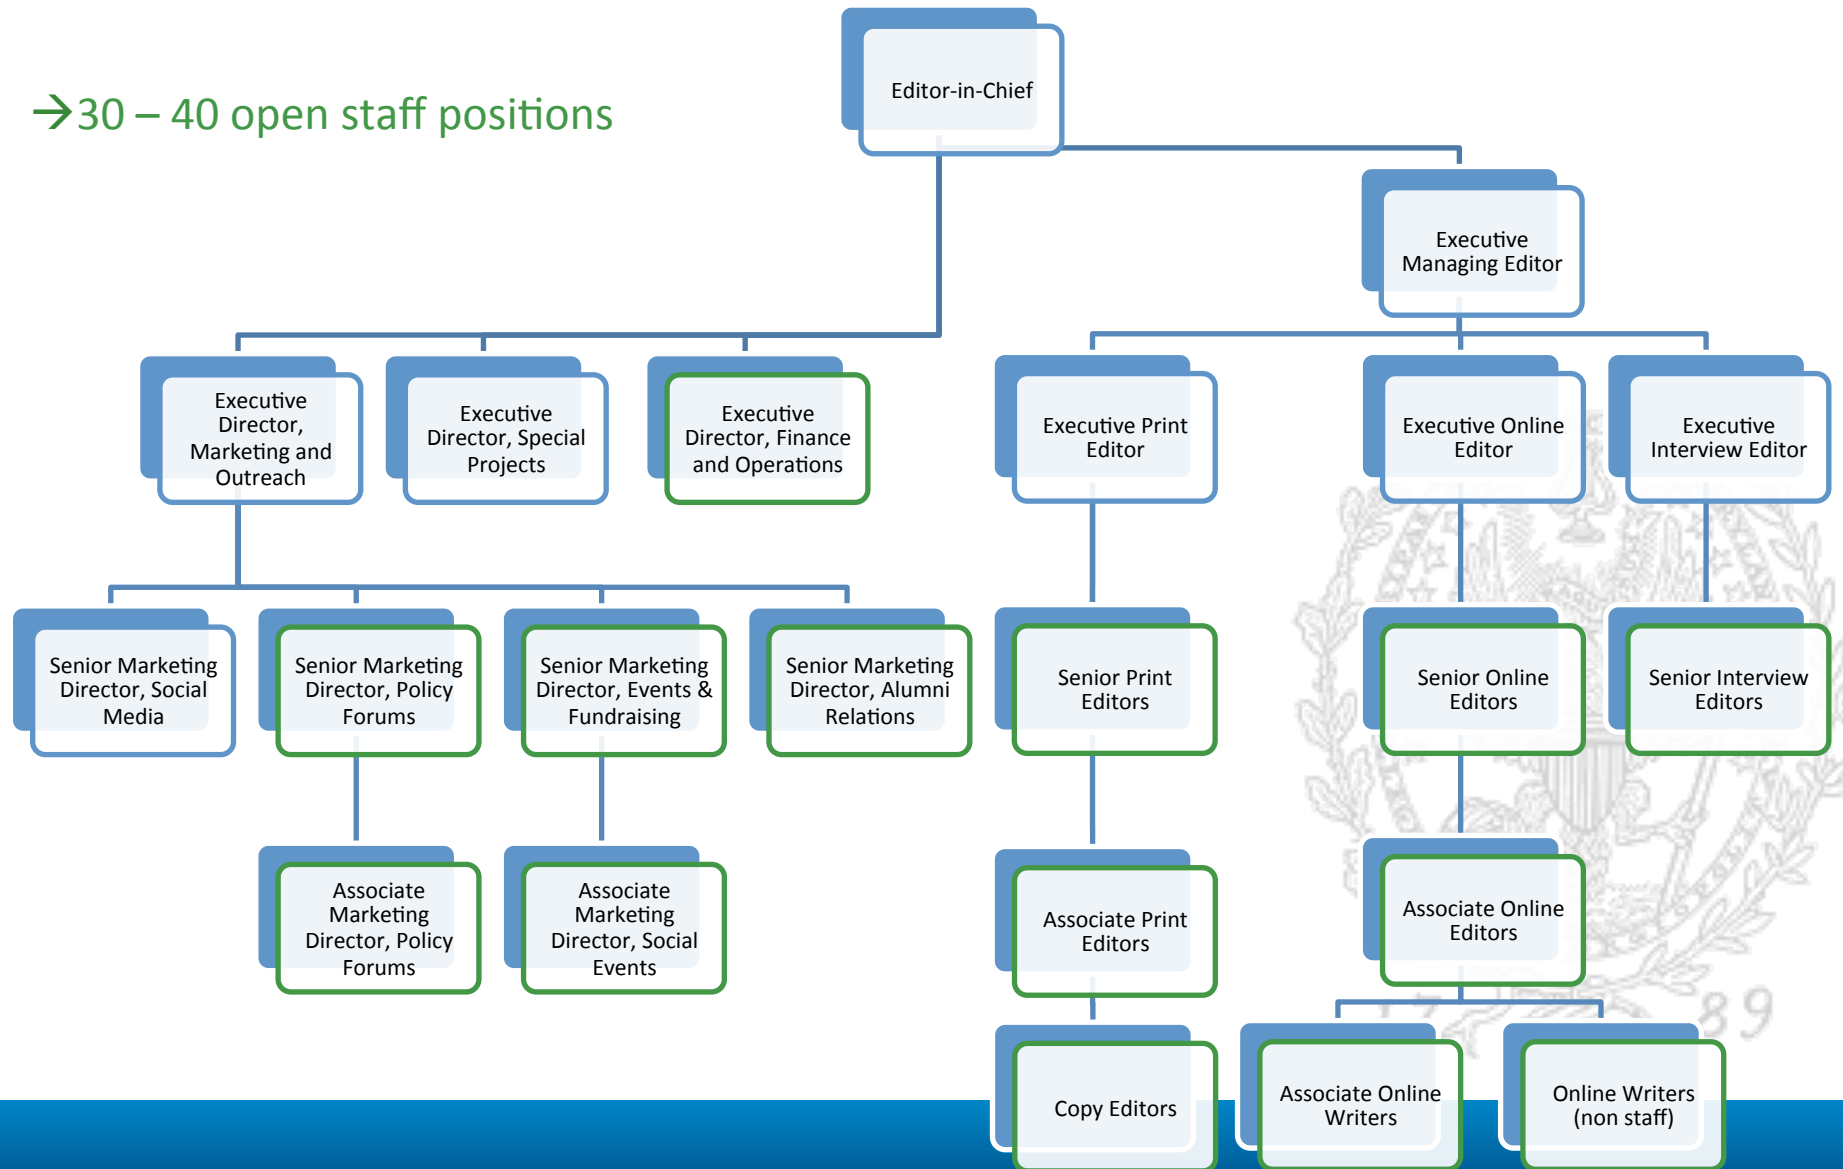 →30 – 40 open staff positions
Editor-in-Chief
Executive
Managing Editor
Executive
Director,
Marketing and
Outreach
Executive
Director, Special
Projects
Executive
Director, Finance
and Operations
Executive Print
Editor
Executive Online
Editor
Executive
Interview Editor
Senior Marketing
Director, Social
Media
Senior Marketing
Director, Policy
Forums
Senior Marketing
Director, Events &
Fundraising
Senior Marketing
Director, Alumni
Relations
Senior Print
Editors
Senior Online
Editors
Senior Interview
Editors
Associate
Marketing
Director, Policy
Forums
Associate
Marketing
Director, Social
Events
Associate Print
Editors
Associate Online
Editors
17 89
Copy Editors
Associate Online
Writers
Online Writers
(non staff)